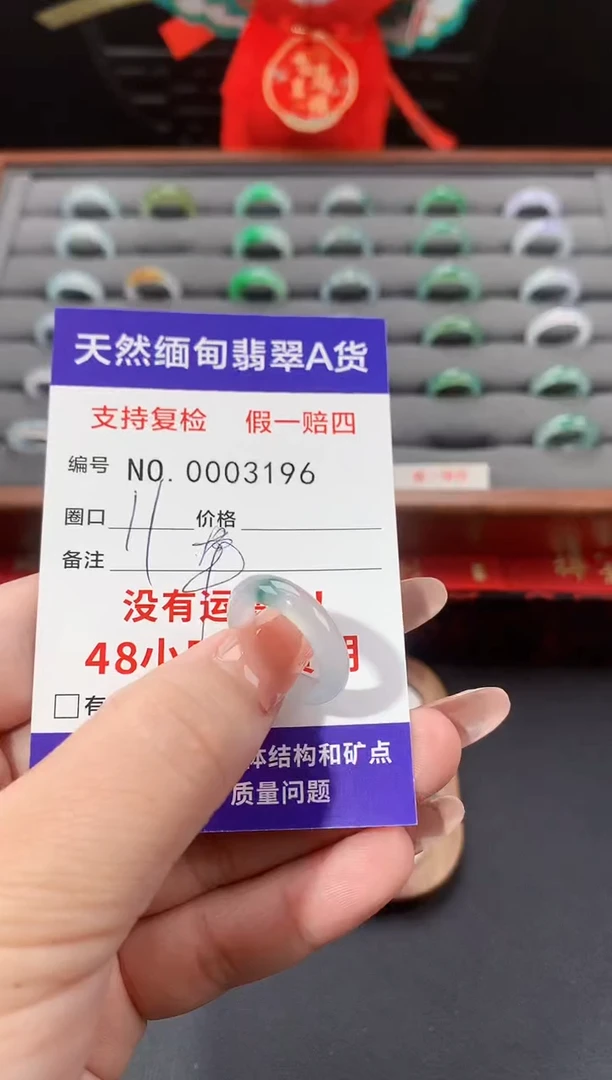 天然缅甸翡翠A货
支持复检 假一赔四
编号 NO. 0003196
圈口 11 价格
备注
没有运
48小
有
体结构和矿点
质量问题